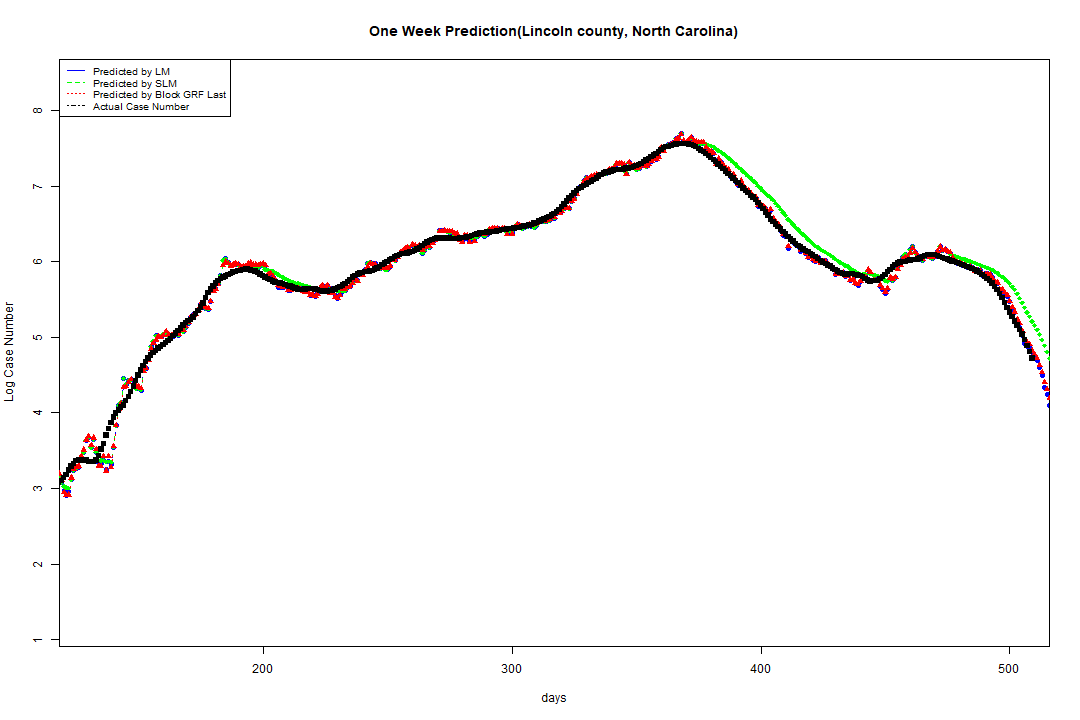 One Week Prediction(Lincoln county, North Carolina)
Predicted by LM
Predicted by SLM
Predicted by Block GRF Last
Actual Case Number
8
7
6
5
4
3
2
1
Log Case Number
200 300 400 500
days